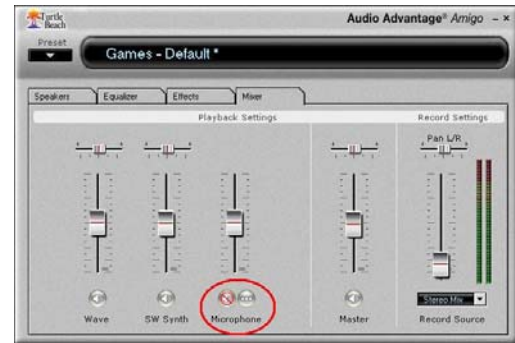 Turtle Beach
Audio Advantage® Amigo
Preset
Games - Default *
Speakers
Equalizer
Effects
Mixer
Playback Settings
Record Settings
Pan L/R
Stereo Mix
Wave
SW Synth
Microphone
Master
Record Source